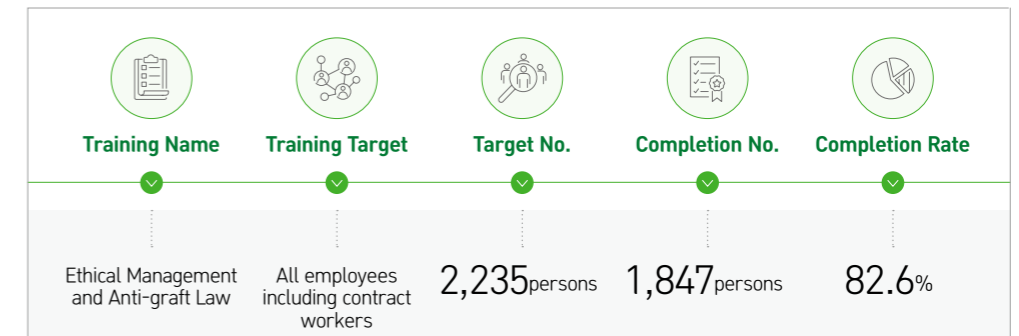 Training Name
Training Target
Target No.
Completion No.
Completion Rate
Ethical Management
and Anti-graft Law
All employees
including contract
workers
2,235persons
1,847persons
82.6%